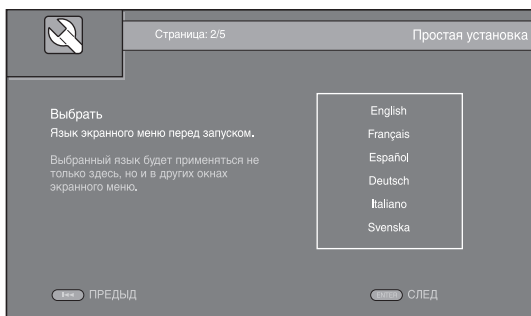 Страница: 2/5
Простая установка
Выбрать
Язык экранного меню перед запуском.
Выбранный язык будет применяться не
только здесь, но и в других окнах
экранного меню.
English
Français
Español
Deutsch
Italiano
Svenska
ПРЕДЫД
ENTER СЛЕД